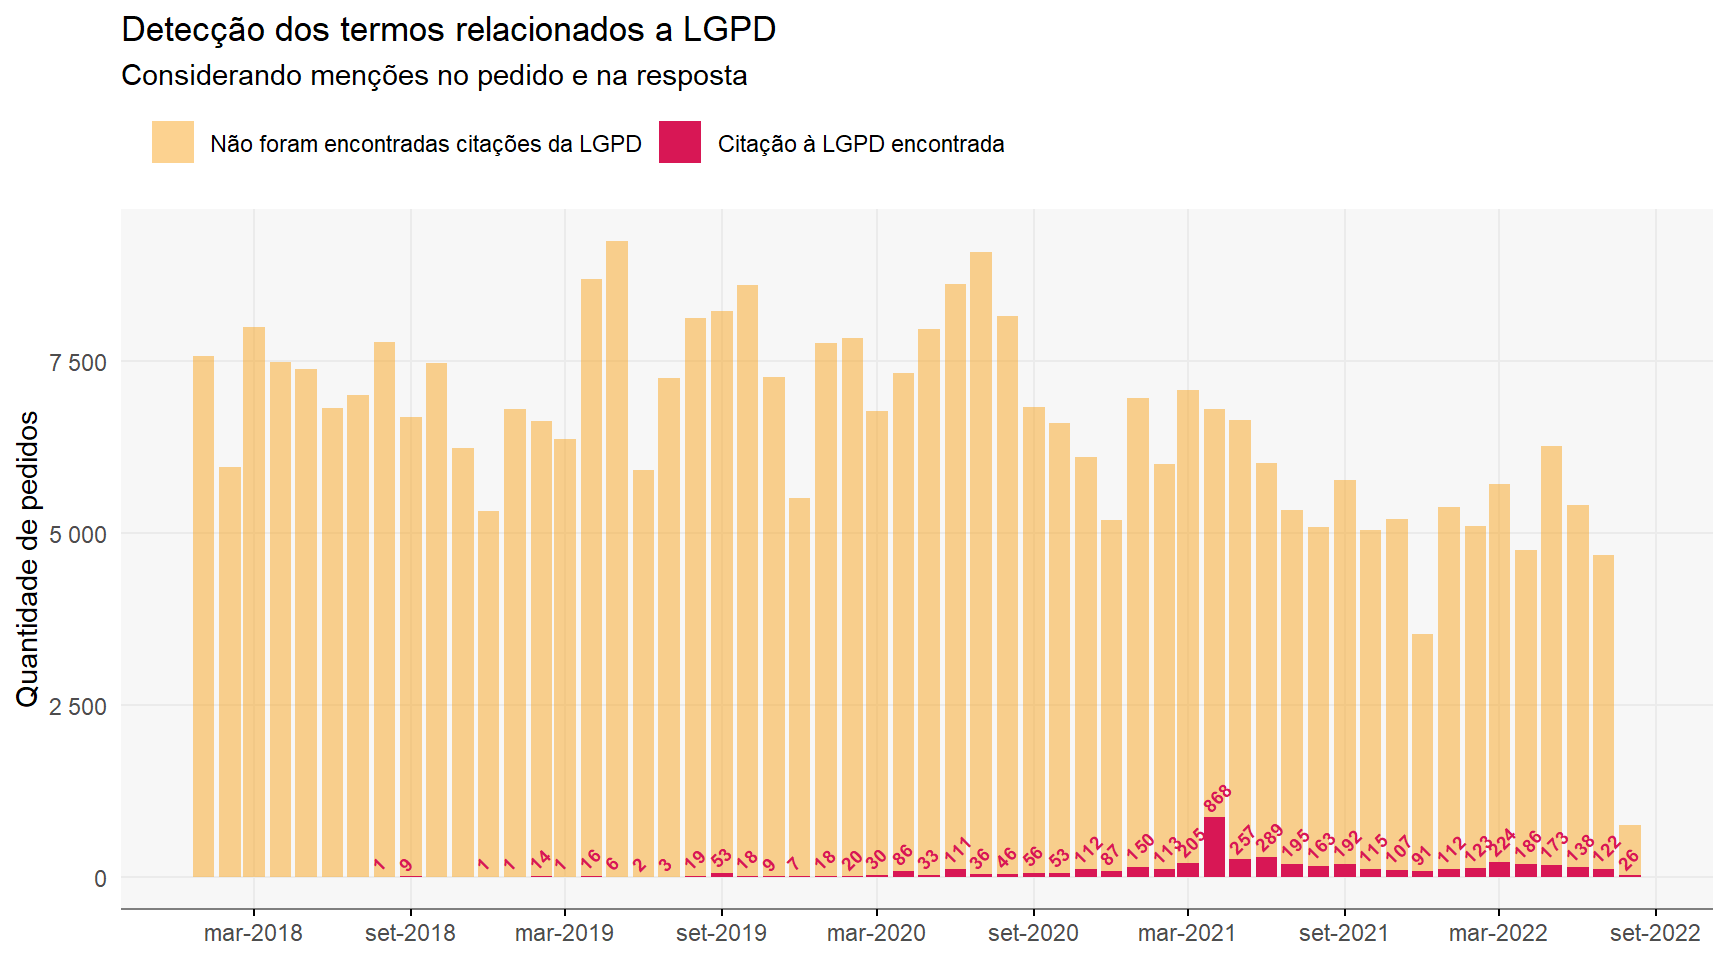 Detecção dos termos relacionados a LGPD
Considerando menções no pedido e na resposta
Não foram encontradas citações da LGPD
Citação à LGPD encontrada
Quantidade de pedidos
7 500
5 000
2 500
0
1 9 1 1 14 1 16 6 2 3 19 53 18 9 7 18 20 30 86 33 111 36 46 56 53 112 87 150 113 205 868 257 289 195 163 192 115 107 91 112 123 224 186 173 138 122 26
mar-2018 set-2018 mar-2019 set-2019 mar-2020 set-2020 mar-2021 set-2021 mar-2022 set-2022